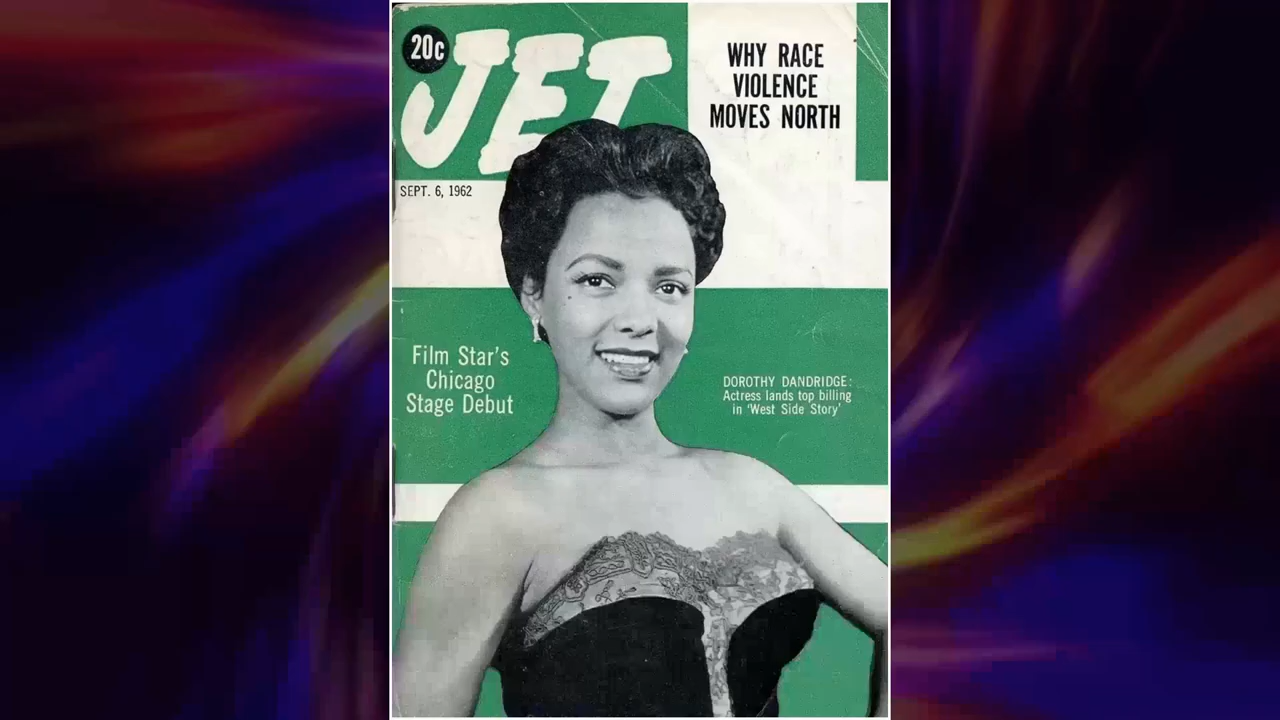 20c
JET
WHY RACE
VIOLENCE
MOVES NORTH
SEPT. 6, 1962
Film Star's
Chicago
Stage Debut
DOROTHY DANDRIDGE:
Actress lands top billing
in 'West Side Story'